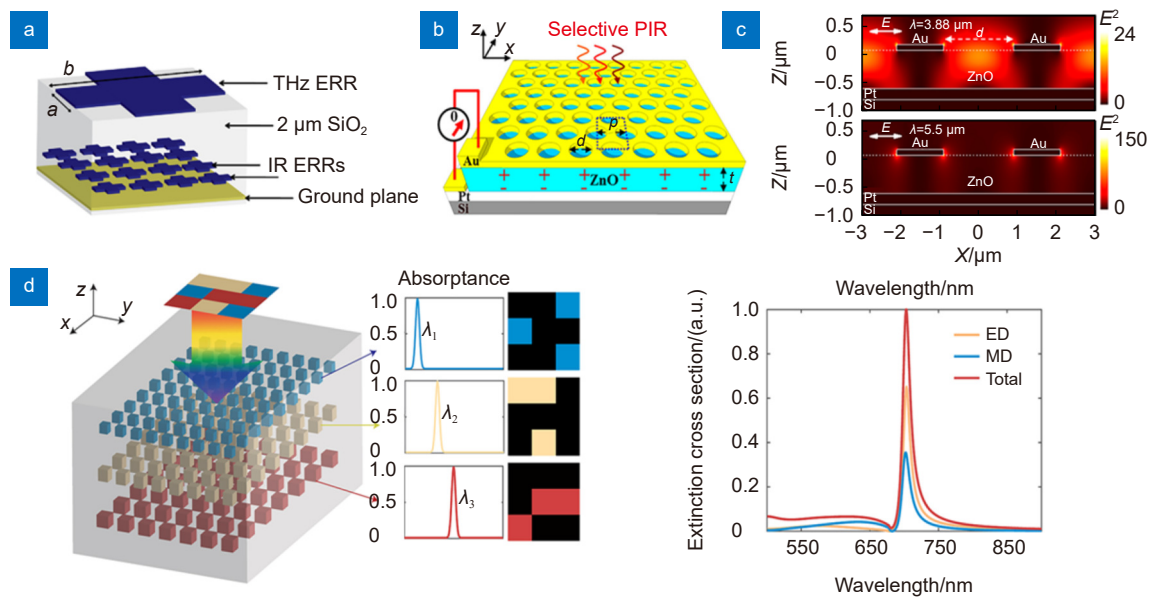 a
b
a
THz ERR
2 μm SiO₂
IR ERRs
Ground plane
b
z
y
x
Selective PIR
0
p
d
Au
t
+ + + + + +
ZnO
− − − − − −
Pt
Si
c
E
λ=3.88 μm
d
Au
Au
ZnO
Pt
Si
Z/μm
0.5
0
−0.5
−1.0
E²
24
0
E
λ=5.5 μm
Au
Au
ZnO
Pt
Si
Z/μm
0.5
0
−0.5
−1.0
E²
150
0
−3 −2 −1 0 1 2 3
X/μm
d
z
y
x
Absorptance
1.0
0.5
0
λ₁
1.0
0.5
0
λ₂
1.0
0.5
0
λ₃
Wavelength/nm
Extinction cross section/(a.u.)
1.0
0.8
0.6
0.4
0.2
0
ED
MD
Total
550 650 750 850
Wavelength/nm